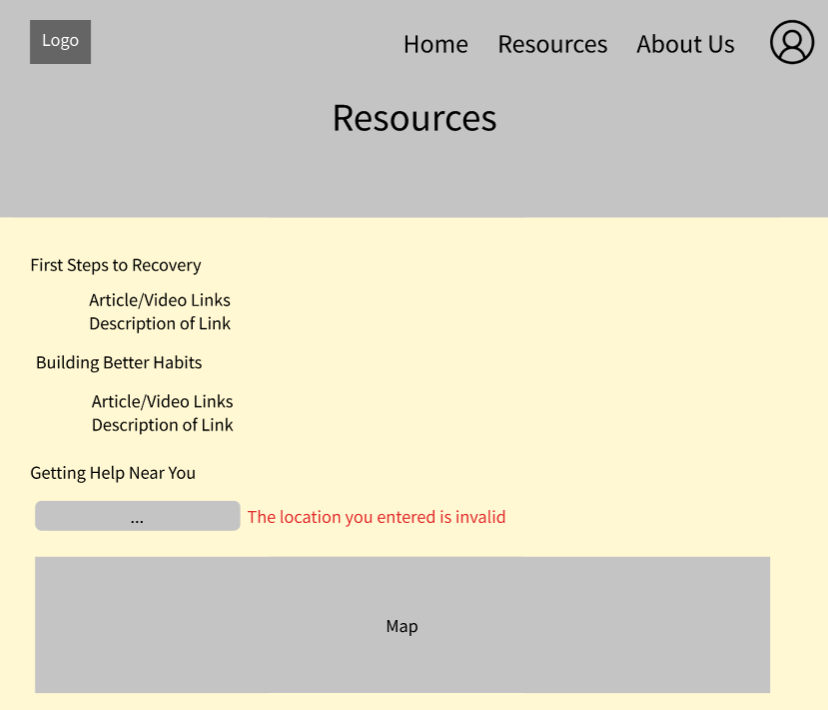 Logo
Home Resources About Us
Resources
First Steps to Recovery
Article/Video Links
Description of Link
Building Better Habits
Article/Video Links
Description of Link
Getting Help Near You
... The location you entered is invalid
Map